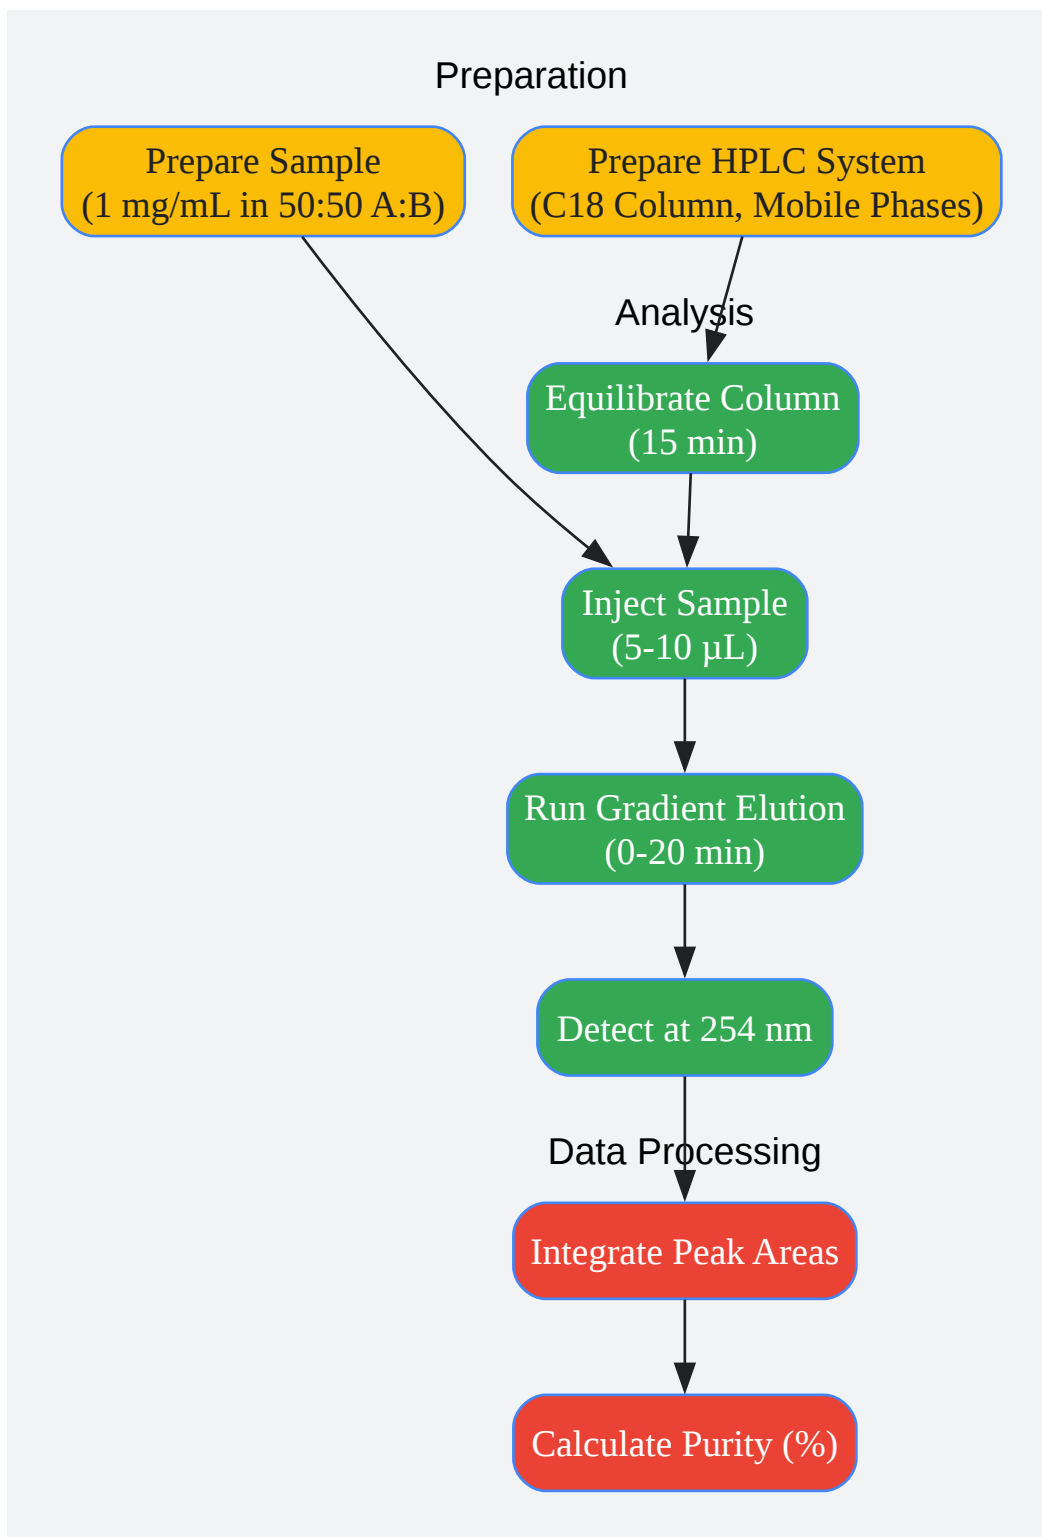 Preparation
Prepare Sample
(1 mg/mL in 50:50 A:B)
Prepare HPLC System
(C18 Column, Mobile Phases)
Analysis
Equilibrate Column
(15 min)
Inject Sample
(5-10 µL)
Run Gradient Elution
(0-20 min)
Detect at 254 nm
Data Processing
Integrate Peak Areas
Calculate Purity (%)